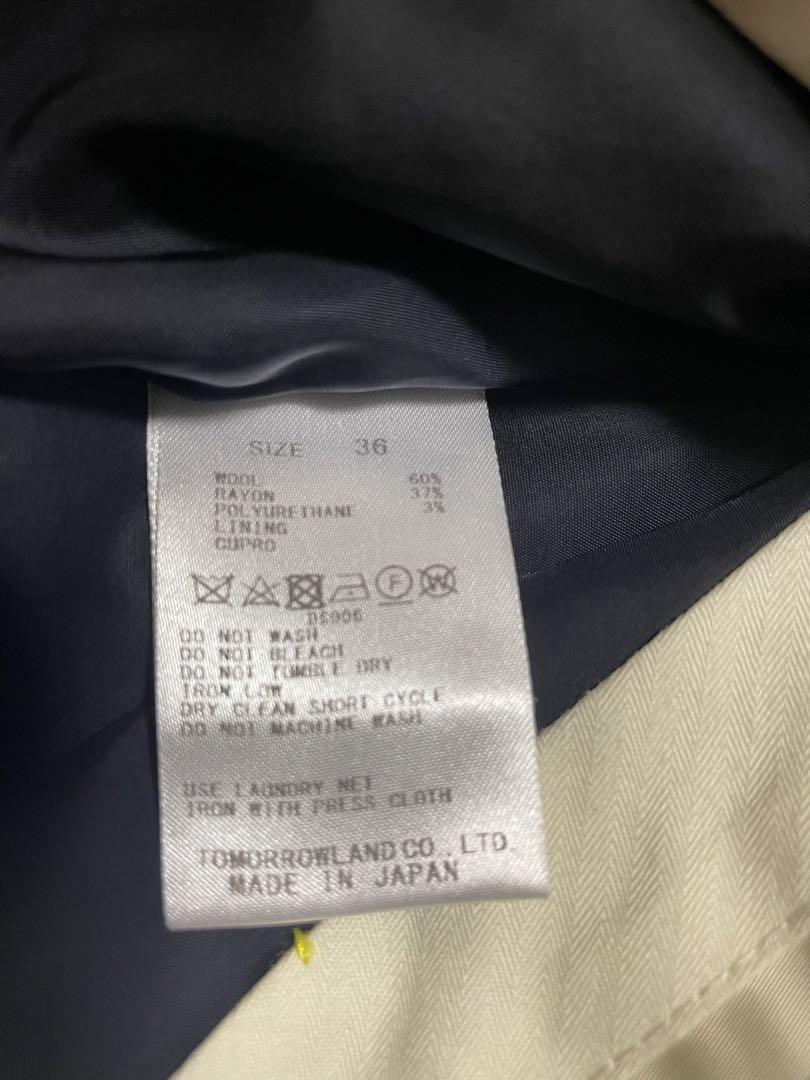 SIZE 36
WOOL 60%
RAYON 37%
POLYURETHANE 3%
LINING
CUPRO
F
W
DS006
DO NOT WASH
DO NOT BLEACH
DO NOT TUMBLE DRY
IRON LOW
DRY CLEAN SHORT CYCLE
DO NOT MACHINE WASH
USE LAUNDRY NET
IRON WITH PRESS CLOTH
TOMORROWLAND CO., LTD
MADE IN JAPAN